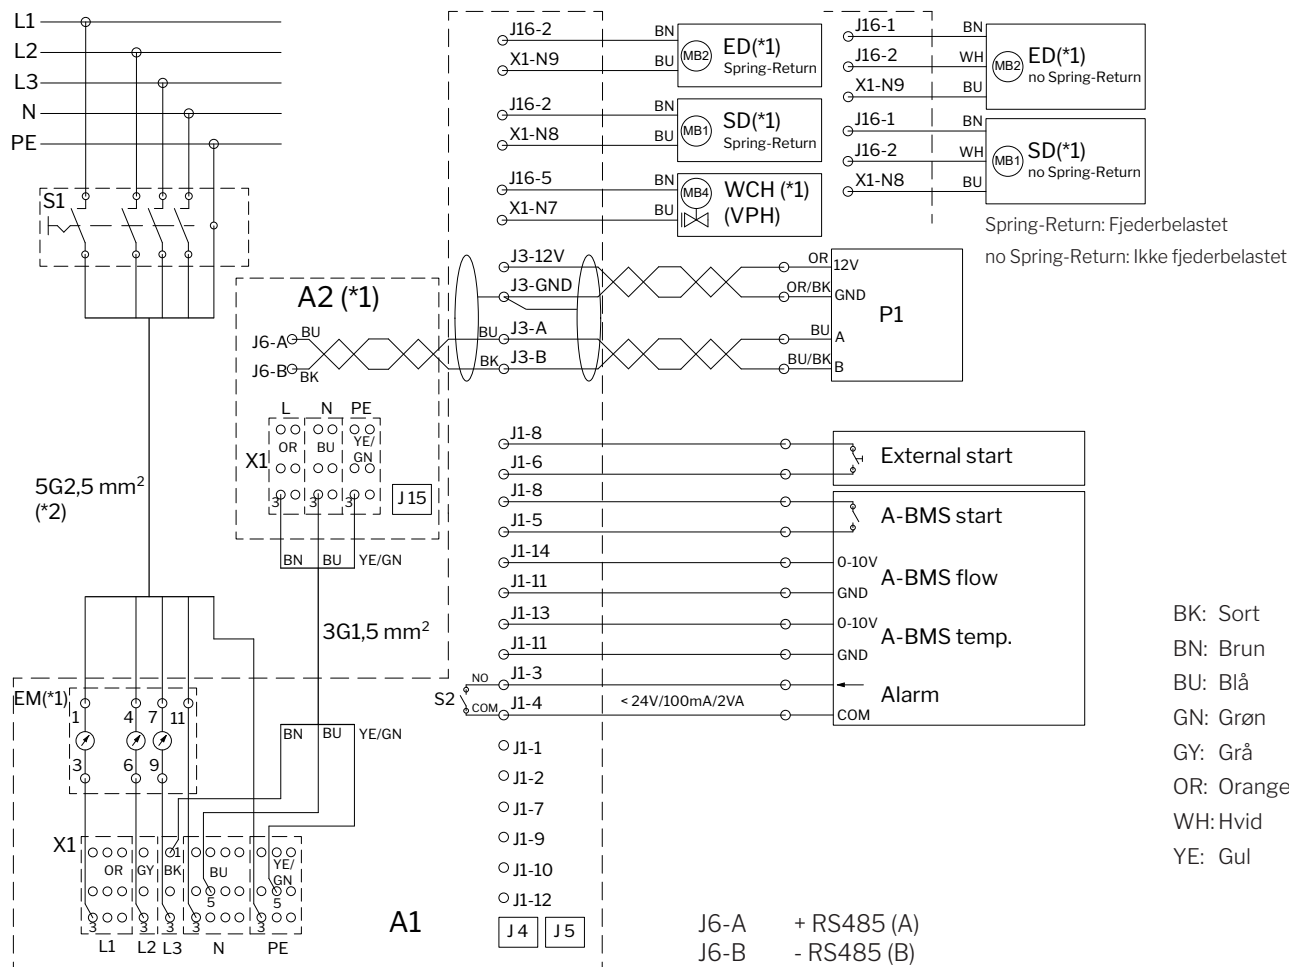 L1
L2
L3
N
PE
S1
5G2,5 mm²
(*2)
A2 (*1)
J6-A
BU
J6-B
BK
L N PE
X1
OR BU YE/
GN
3 3 3
J 15
BN BU YE/GN
3G1,5 mm²
J16-2 BN
X1-N9 BU
MB2
ED(*1)
Spring-Return
J16-2 BN
X1-N8 BU
MB1
SD(*1)
Spring-Return
J16-5 BN
X1-N7 BU
MB4
WCH (*1)
(VPH)
J16-1 BN
J16-2 WH
X1-N9 BU
MB2
ED(*1)
no Spring-Return
J16-1 BN
J16-2 WH
X1-N8 BU
MB1
SD(*1)
no Spring-Return
Spring-Return: Fjederbelastet
no Spring-Return: Ikke fjederbelastet
J3-12V OR 12V
J3-GND OR/BK GND
BU J3-A BU A
BK J3-B BU/BK B
P1
J1-8
J1-6
External start
J1-8
J1-5
A-BMS start
J1-14 0-10V
J1-11 GND
A-BMS flow
J1-13 0-10V
J1-11 GND
A-BMS temp.
S2
NO J1-3
COM J1-4 < 24V/100mA/2VA COM
Alarm
J1-1
J1-2
J1-7
J1-9
J1-10
J1-12
J 4 J 5
EM(*1)
1 4 7 11
3 6 9
BN BU YE/GN
X1
1
OR GY BK BU YE/
GN
5 5
3 3 3 3 3
L1 L2 L3 N PE
A1
J6-A + RS485 (A)
J6-B - RS485 (B)
BK: Sort
BN: Brun
BU: Blå
GN: Grøn
GY: Grå
OR: Orange
WH: Hvid
YE: Gul